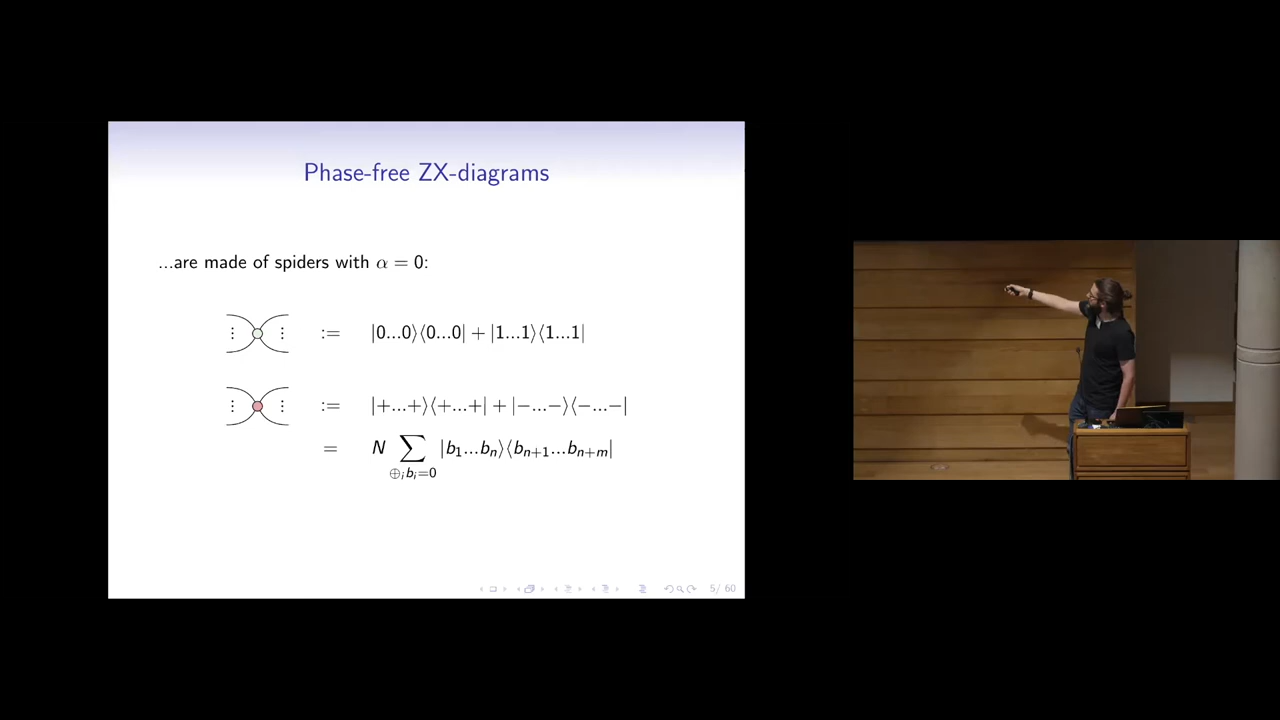 Phase-free ZX-diagrams
...are made of spiders with α = 0:
:= |0...0⟩⟨0...0| + |1...1⟩⟨1...1|
:= |+...+⟩⟨+...+| + |−...−⟩⟨−...−|
= N ∑ |b₁...bₙ⟩⟨bₙ₊₁...bₙ₊ₘ|
⊕ᵢbᵢ=0
5/ 60